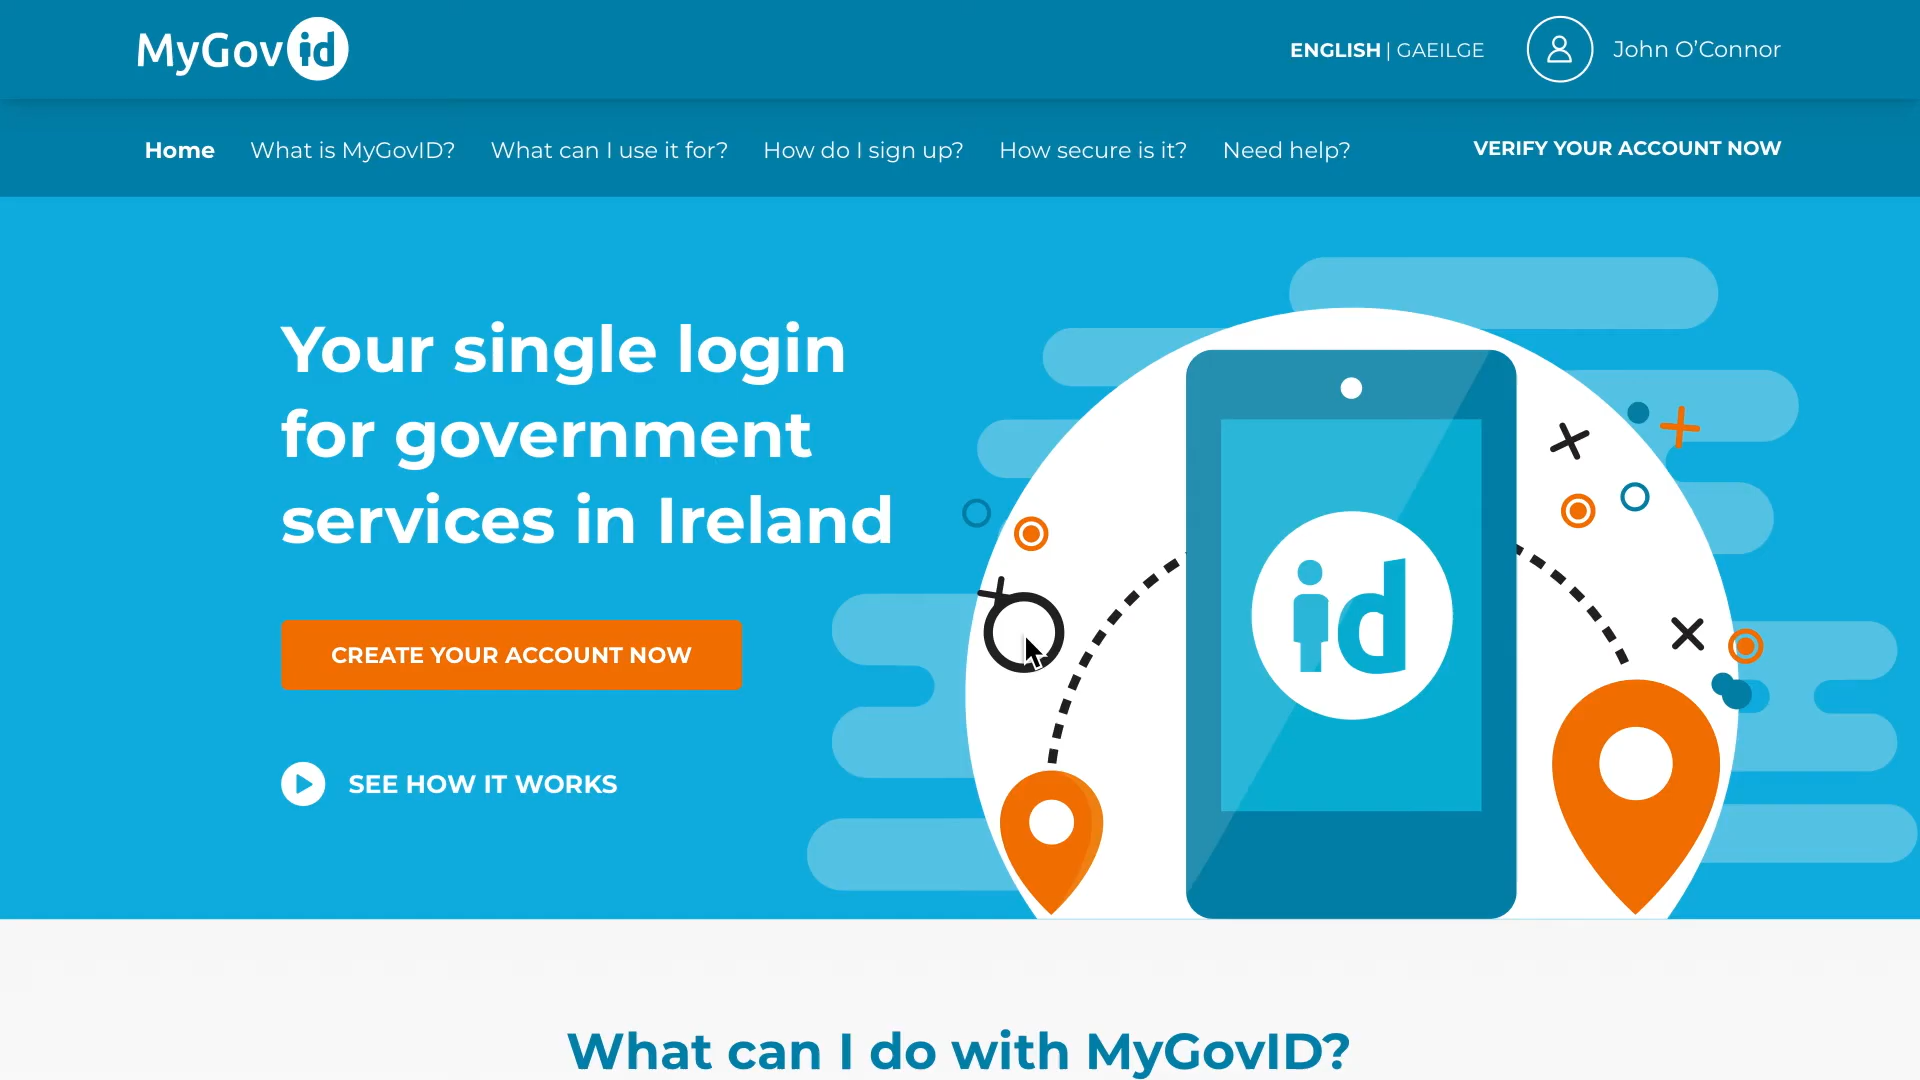 MyGovid
ENGLISH | GAEILGE
John O’Connor
Home
What is MyGovID?
What can I use it for?
How do I sign up?
How secure is it?
Need help?
VERIFY YOUR ACCOUNT NOW
Your single login
for government
services in Ireland
CREATE YOUR ACCOUNT NOW
SEE HOW IT WORKS
id
What can I do with MyGovID?